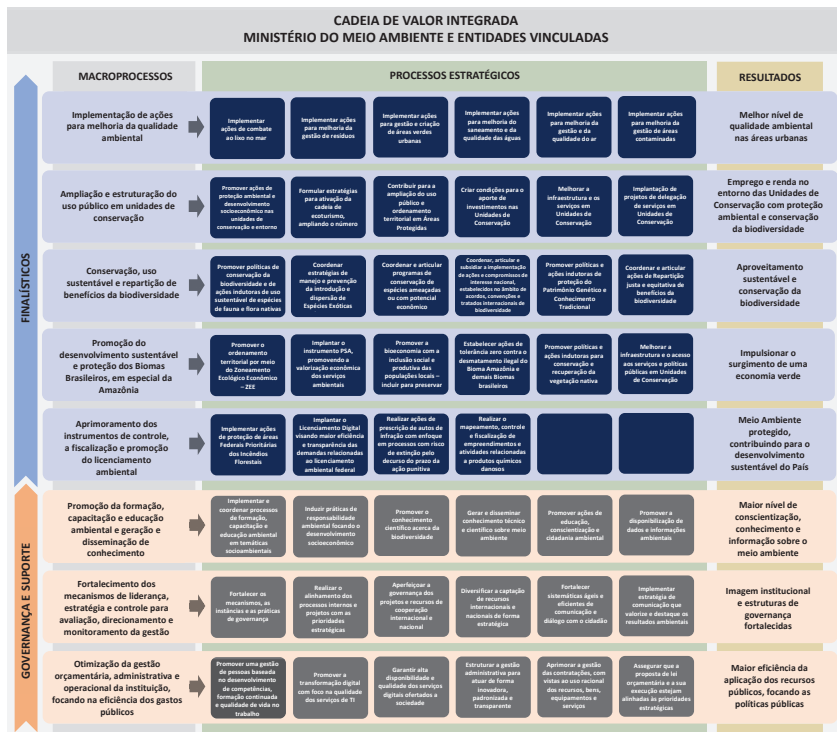 CADEIA DE VALOR INTEGRADA
MINISTÉRIO DO MEIO AMBIENTE E ENTIDADES VINCULADAS
MACROPROCESSOS
PROCESSOS ESTRATÉGICOS
RESULTADOS
FINALÍSTICOS
Implementação de ações
para melhoria da qualidade
ambiental
Implementar
ações de combate
ao lixo no mar
Implementar ações
para melhoria da
gestão de resíduos
Implementar ações
para gestão e criação
de áreas verdes
urbanas
Implementar ações
para melhoria do
saneamento e da
qualidade das águas
Implementar ações
para melhoria da
gestão e da
qualidade do ar
Implementar ações
para melhoria da
gestão de áreas
contaminadas
Melhor nível de
qualidade ambiental
nas áreas urbanas
Ampliação e estruturação do
uso público em unidades de
conservação
Promover ações de
proteção ambiental e
desenvolvimento
socioeconômico nas
unidades de
conservação e entorno
Formular estratégias
para ativação da
cadeia de
ecoturismo,
ampliando o número
Contribuir para a
ampliação do uso
público e
ordenamento
territorial em Áreas
Protegidas
Criar condições para o
aporte de
investimentos nas
Unidades de
Conservação
Melhorar a
infraestrutura e os
serviços em
Unidades de
Conservação
Implantação de
projetos de delegação
de serviços em
Unidades de
Conservação
Emprego e renda no
entorno das Unidades de
Conservação com proteção
ambiental e conservação
da biodiversidade
Conservação, uso
sustentável e repartição de
benefícios da biodiversidade
Promover políticas de
conservação da
biodiversidade e de
ações indutoras de uso
sustentável de espécies
de fauna e flora nativas
Coordenar
estratégias de
manejo e prevenção
da introdução e
dispersão de
Espécies Exóticas
Coordenar e articular
programas de
conservação de
espécies ameaçadas
ou com potencial
econômico
Coordenar, articular e
subsidiar a implementação
de ações e compromissos de
interesse nacional,
estabelecidos no âmbito de
acordos, convenções e
tratados internacionais de
biodiversidade
Promover políticas e
ações indutoras de
proteção do
Patrimônio Genético e
Conhecimento
Tradicional
Coordenar e articular
ações de Repartição
justa e equitativa de
benefícios da
biodiversidade
Aproveitamento
sustentável e
conservação da
biodiversidade
Promoção do
desenvolvimento sustentável
e proteção dos Biomas
Brasileiros, em especial da
Amazônia
Promover o
ordenamento
territorial por meio
do Zoneamento
Ecológico Econômico
– ZEE
Implantar o
instrumento PSA,
promovendo a
valorização econômica
dos serviços
ambientais
Promover a
bioeconomia com a
inclusão social e
produtiva das
populações locais –
incluir para preservar
Estabelecer ações de
tolerância zero contra o
desmatamento ilegal do
Bioma Amazônia e
demais Biomas
brasileiros
Promover políticas e
ações indutoras para
conservação e
recuperação da
vegetação nativa
Melhorar a
infraestrutura e o acesso
aos serviços e políticas
públicas em Unidades de
Conservação
Impulsionar o
surgimento de uma
economia verde
Aprimoramento dos
instrumentos de controle,
a fiscalização e promoção
do licenciamento
ambiental
Implementar ações
de proteção de áreas
Federais Prioritárias
dos Incêndios
Florestais
Implantar o
Licenciamento Digital
visando maior eficiência
e transparência das
demandas relacionadas
ao licenciamento
ambiental federal
Realizar ações de
prescrição de autos de
infração com enfoque
em processos com risco
de extinção pelo
decurso do prazo da
ação punitiva
Realizar o
mapeamento, controle
e fiscalização de
empreendimentos e
atividades relacionadas
a produtos químicos
danosos
Meio Ambiente
protegido,
contribuindo para o
desenvolvimento
sustentável do País
GOVERNANÇA E SUPORTE
Promoção da formação,
capacitação e educação
ambiental e geração e
disseminação de
conhecimento
Implementar e
coordenar processos
de formação,
capacitação e
educação ambiental
em temáticas
socioambientais
Induzir práticas de
responsabilidade
ambiental focando o
desenvolvimento
socioeconômico
Promover o
conhecimento
científico acerca da
biodiversidade
Gerar e disseminar
conhecimento técnico
e científico sobre meio
ambiente
Promover ações de
educação,
conscientização e
cidadania ambiental
Promover a
disponibilização de
dados e informações
ambientais
Maior nível de
conscientização,
conhecimento e
informação sobre
o meio ambiente
Fortalecimento dos
mecanismos de liderança,
estratégia e controle para
avaliação, direcionamento e
monitoramento da gestão
Fortalecer os
mecanismos, as
instâncias e as práticas
de governança
Realizar o
alinhamento dos
processos internos e
projetos com as
prioridades
estratégicas
Aperfeiçoar a
governança dos
projetos e recursos de
cooperação
internacional e
nacional
Diversificar a captação
de recursos
internacionais e
nacionais de forma
estratégica
Fortalecer
sistemáticas ágeis e
eficientes de
comunicação e
diálogo com o cidadão
Implementar
estratégia de
comunicação que
valorize e destaque os
resultados ambientais
Imagem institucional
e estruturas de
governança
fortalecidas
Otimização da gestão
orçamentária, administrativa e
operacional da instituição,
focando na eficiência dos gastos
públicos
Promover uma gestão
de pessoas baseada
no desenvolvimento
de competências,
formação continuada
e qualidade de vida no
trabalho
Promover a
transformação digital
com foco na qualidade
dos serviços de TI
Garantir alta
disponibilidade e
qualidade dos serviços
digitais ofertados a
sociedade
Estruturar a gestão
administrativa para
atuar de forma
inovadora,
padronizada e
transparente
Aprimorar a gestão
das contratações, com
vistas ao uso racional
dos recursos, bens,
equipamentos e
serviços
Assegurar que a
proposta de lei
orçamentária e a sua
execução estejam
alinhadas às prioridades
estratégicas
Maior eficiência da
aplicação dos recursos
públicos, focando as
políticas públicas